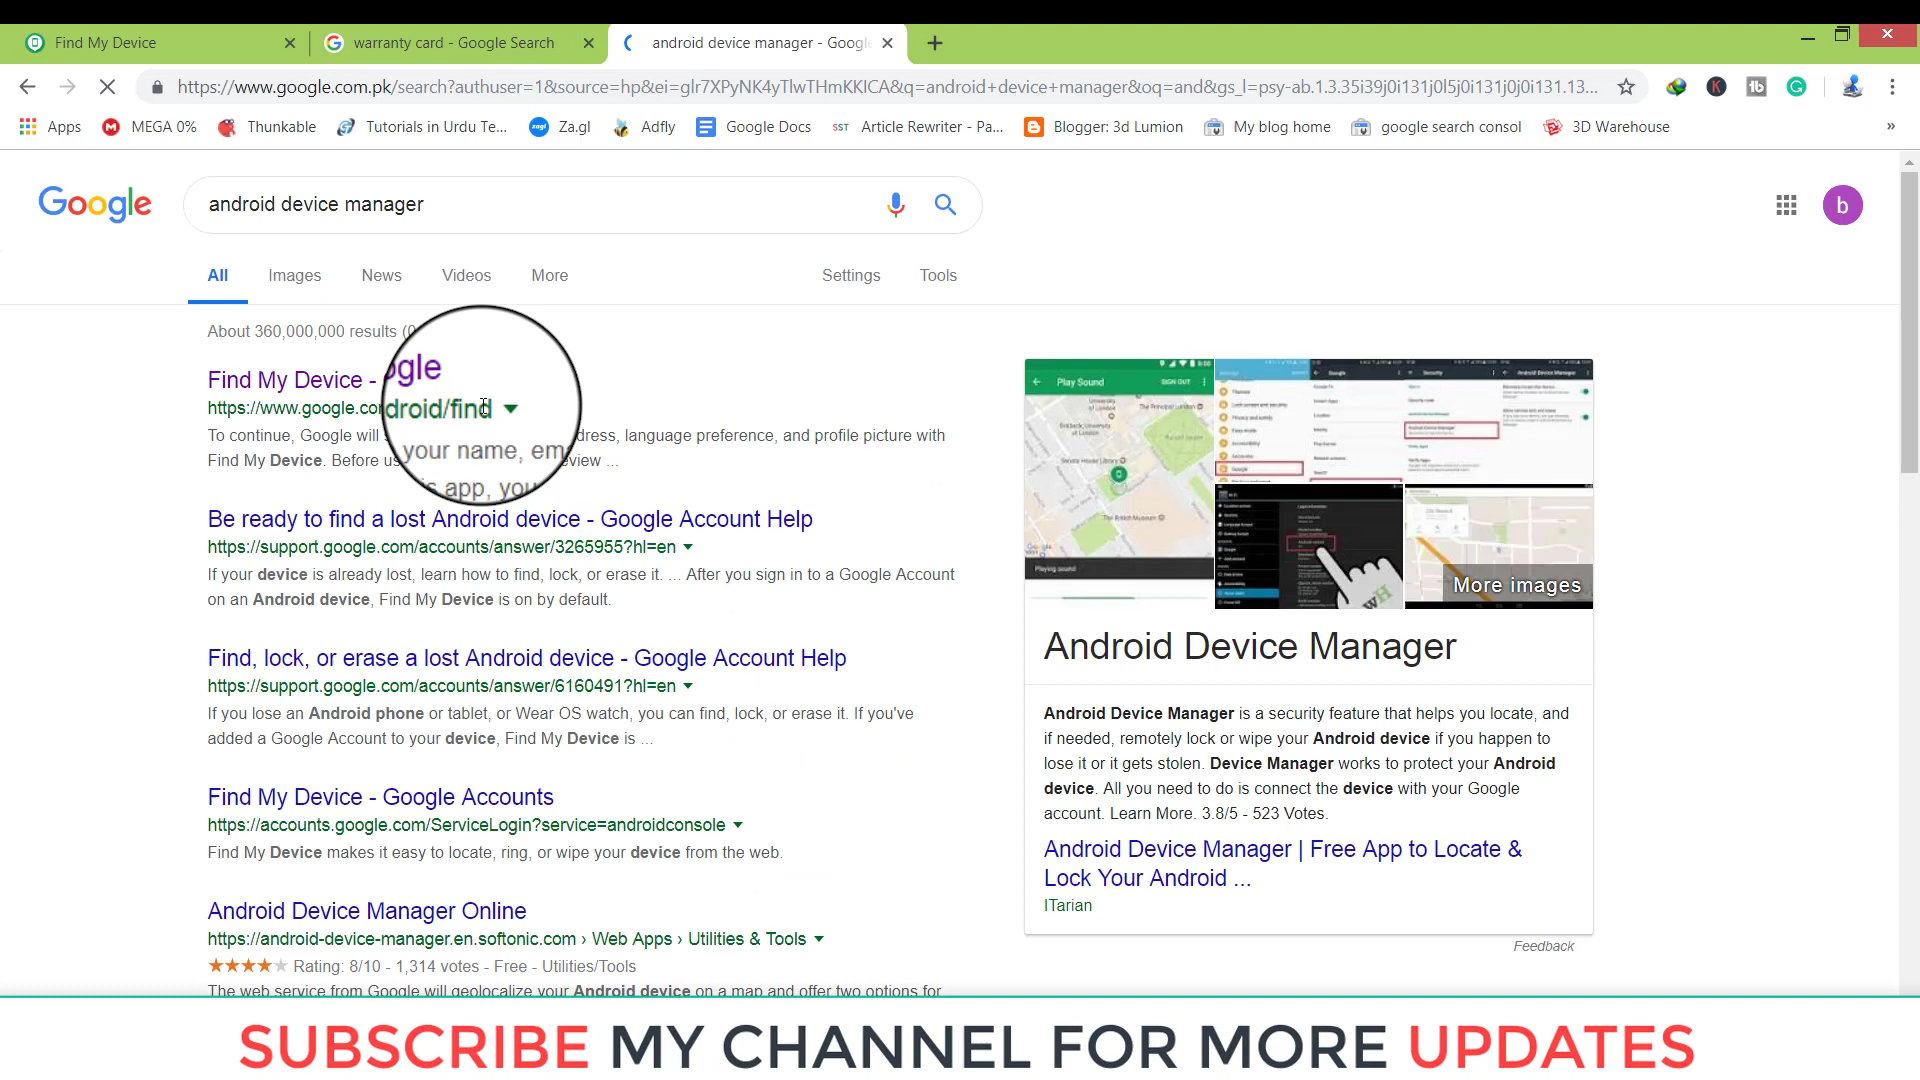 Find My Device
warranty card - Google Search
android device manager - Googl
https://www.google.com.pk/search?authuser=1&source=hp&ei=glr7XPyNK4yTlwTHmKKICA&q=android+device+manager&oq=and&gs_l=psy-ab.1.3.35i39j0i131j0l5j0i131j0j0i131.13...
Apps
MEGA 0%
Thunkable
Tutorials in Urdu Te...
Za.gl
Adfly
Google Docs
SST Article Rewriter - Pa...
Blogger: 3d Lumion
My blog home
google search consol
3D Warehouse
»
Google
android device manager
b
All
Images
News
Videos
More
Settings
Tools
About 360,000,000 results (0
Find My Device - ogle
https://www.google.com droid/find
To continue, Google will your name, ema dress, language preference, and profile picture with
Find My Device. Before us s app, you eview ...
Be ready to find a lost Android device - Google Account Help
https://support.google.com/accounts/answer/3265955?hl=en
If your device is already lost, learn how to find, lock, or erase it. ... After you sign in to a Google Account
on an Android device, Find My Device is on by default.
Find, lock, or erase a lost Android device - Google Account Help
https://support.google.com/accounts/answer/6160491?hl=en
If you lose an Android phone or tablet, or Wear OS watch, you can find, lock, or erase it. If you've
added a Google Account to your device, Find My Device is ...
Find My Device - Google Accounts
https://accounts.google.com/ServiceLogin?service=androidconsole
Find My Device makes it easy to locate, ring, or wipe your device from the web.
Android Device Manager Online
https://android-device-manager.en.softonic.com › Web Apps › Utilities & Tools
Rating: 8/10 - 1,314 votes - Free - Utilities/Tools
The web service from Google will geolocalize your Android device on a map and offer two options for
Play Sound
SIGN OUT
Playing sound
More images
Android Device Manager
Android Device Manager is a security feature that helps you locate, and
if needed, remotely lock or wipe your Android device if you happen to
lose it or it gets stolen. Device Manager works to protect your Android
device. All you need to do is connect the device with your Google
account. Learn More. 3.8/5 - 523 Votes.
Android Device Manager | Free App to Locate &
Lock Your Android ...
ITarian
Feedback
SUBSCRIBE MY CHANNEL FOR MORE UPDATES